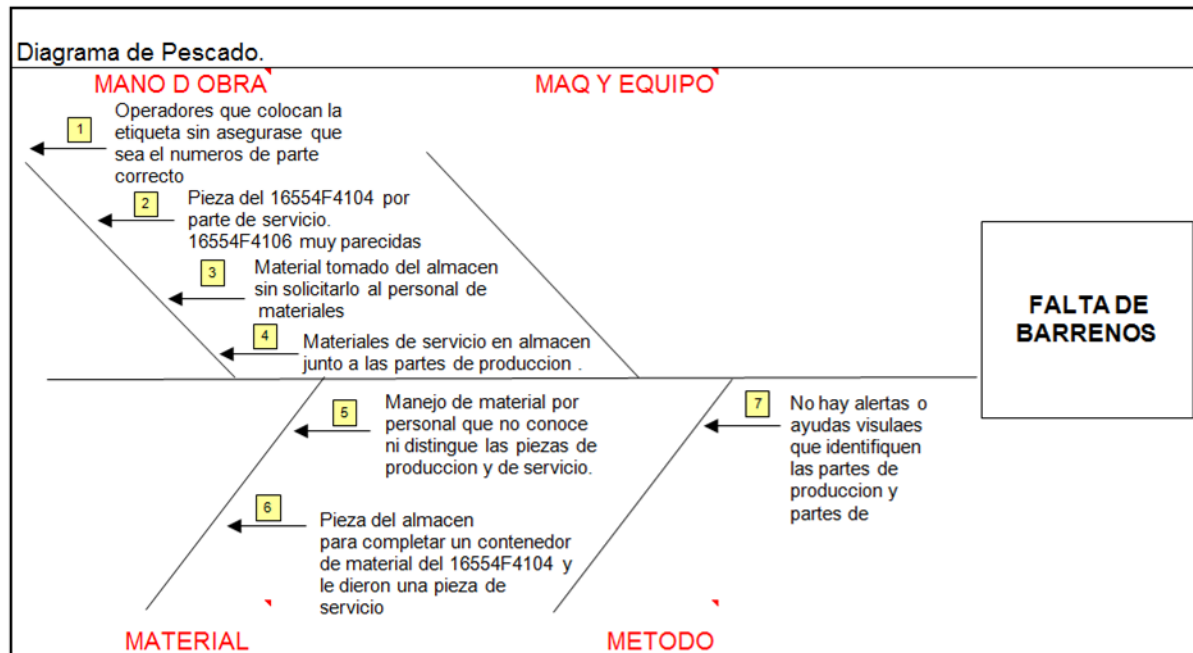 Diagrama de Pescado.
MANO D OBRA
MAQ Y EQUIPO
1
Operadores que colocan la
etiqueta sin asegurase que
sea el numeros de parte
correcto
2
Pieza del 16554F4104 por
parte de servicio.
16554F4106 muy parecidas
3
Material tomado del almacen
sin solicitarlo al personal de
materiales
4
Materiales de servicio en almacen
junto a las partes de produccion .
FALTA DE
BARRENOS
5
Manejo de material por
personal que no conoce
ni distingue las piezas de
produccion y de servicio.
6
Pieza del almacen
para completar un contenedor
de material del 16554F4104 y
le dieron una pieza de
servicio
7
No hay alertas o
ayudas visulaes
que identifiquen
las partes de
produccion y
partes de
MATERIAL
METODO